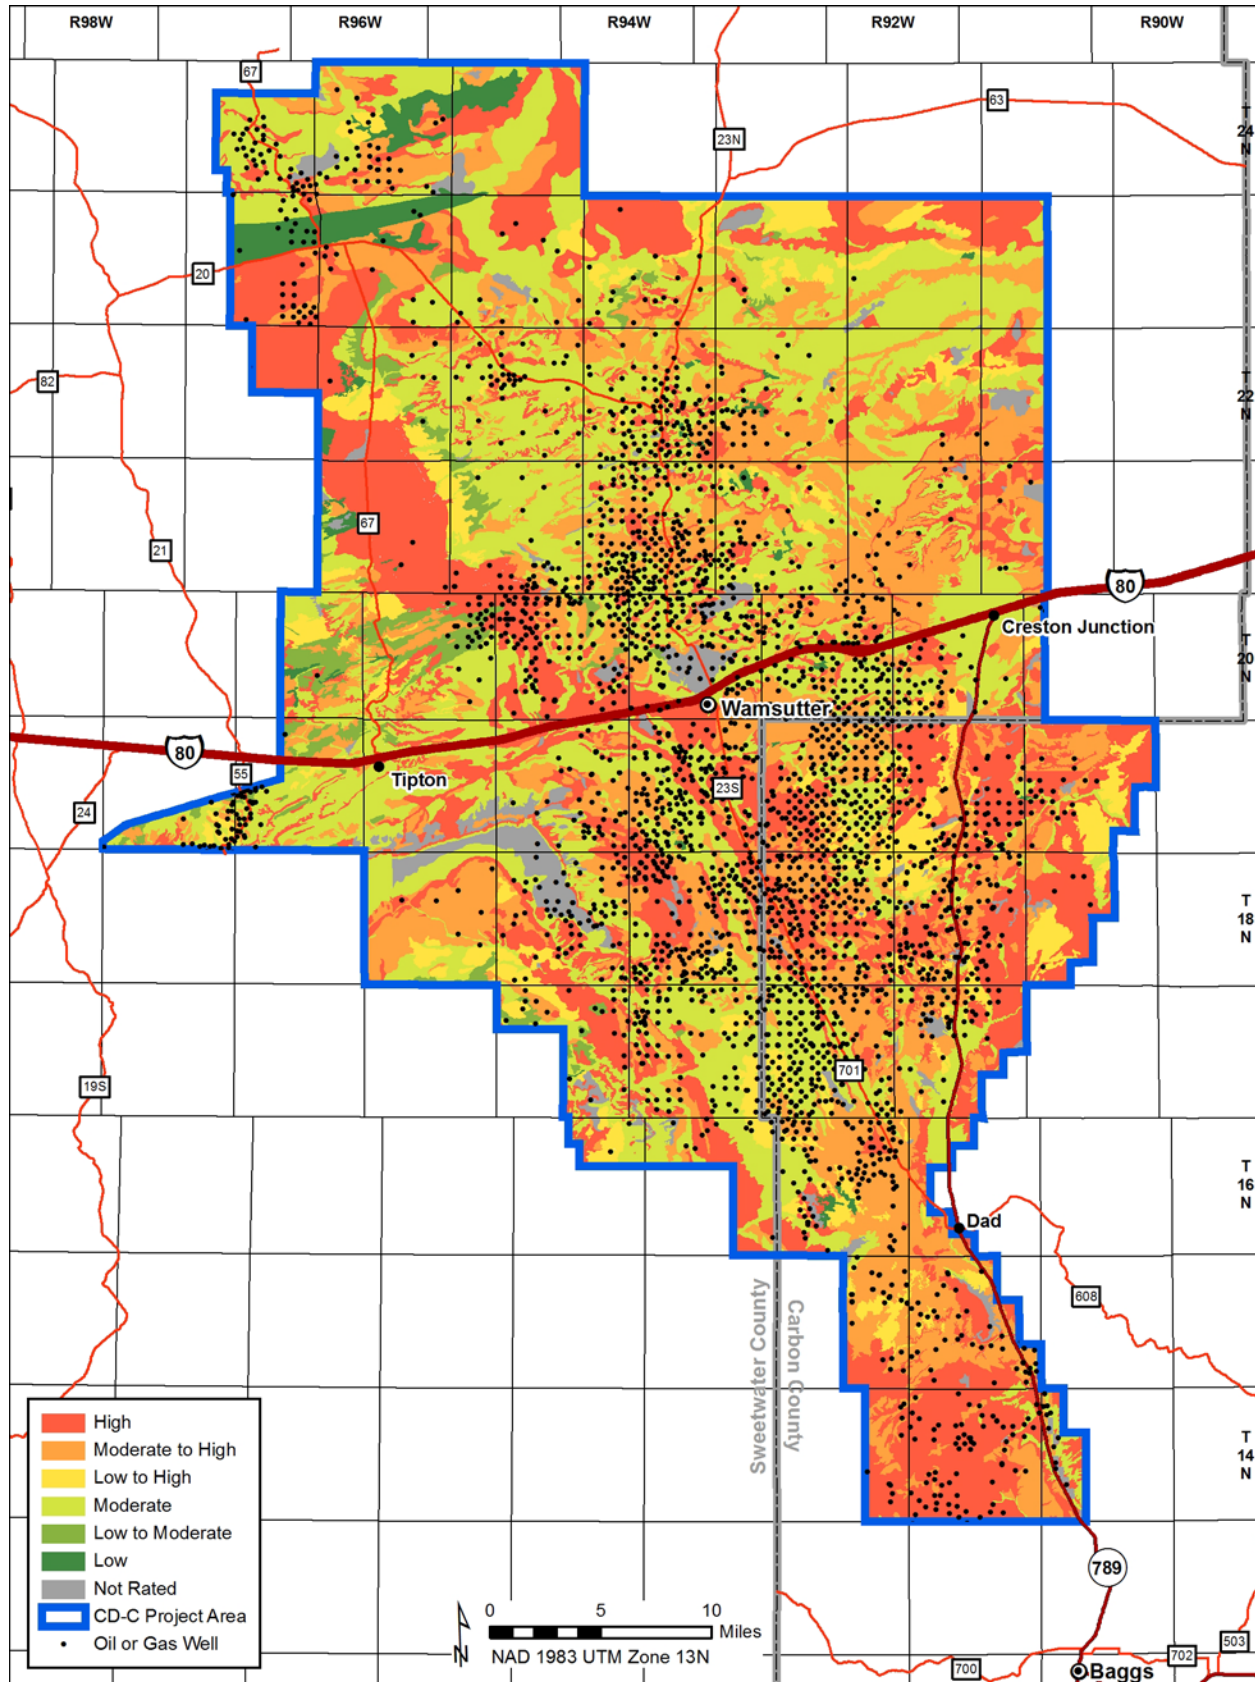 R98W
R96W
R94W
R92W
R90W
67
63
23N
T
24
N
20
82
T
22
N
67
21
80
Creston Junction
T
20
N
Wamsutter
80
55
Tipton
23S
24
T
18
N
701
19S
T
16
N
Dad
608
Sweetwater County
Carbon County
T
14
N
High
Moderate to High
Low to High
Moderate
Low to Moderate
Low
Not Rated
CD-C Project Area
Oil or Gas Well
N
0 5 10
Miles
NAD 1983 UTM Zone 13N
789
503
702
700
Baggs